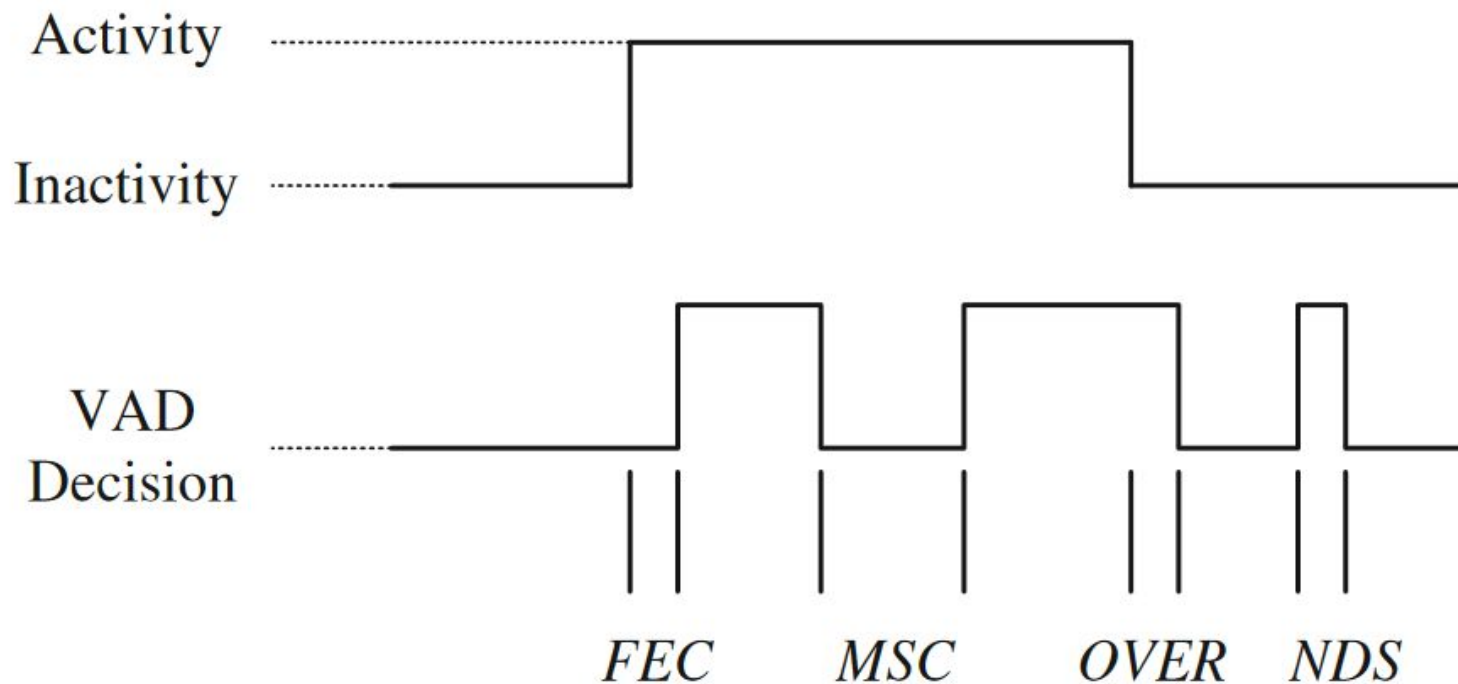 Activity
Inactivity
VAD
Decision
FEC MSC OVER NDS